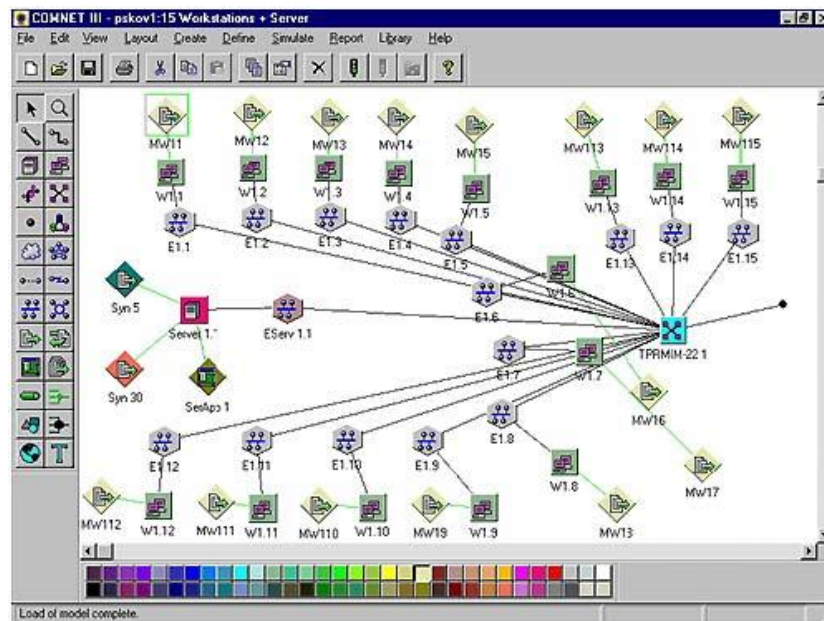 COMNET III - pskov1:15 Workstations + Server
File Edit View Layout Create Define Simulate Report Library Help
MW11 MW12 MW13 MW14 MW15 MW113 MW114 MW115
W1.1 W1.2 W1.3 W1.4 W1.5 W1.13 W1.14 W1.15
E1.1 E1.2 E1.3 E1.4 E1.5 E1.13 E1.14 E1.15
E1.6 W1.6
Syn 5 Server 1.1 EServ 1.1
TPRMIM-22 1
E1.7 W1.7
Syn 30 SerApp 1
MW16
E1.8
E1.12 E1.11 E1.10 E1.9
W1.8 MW17
MW112 W1.12 MW111 W1.11 MW110 W1.10 MW19 W1.9 MW13
Load of model complete.